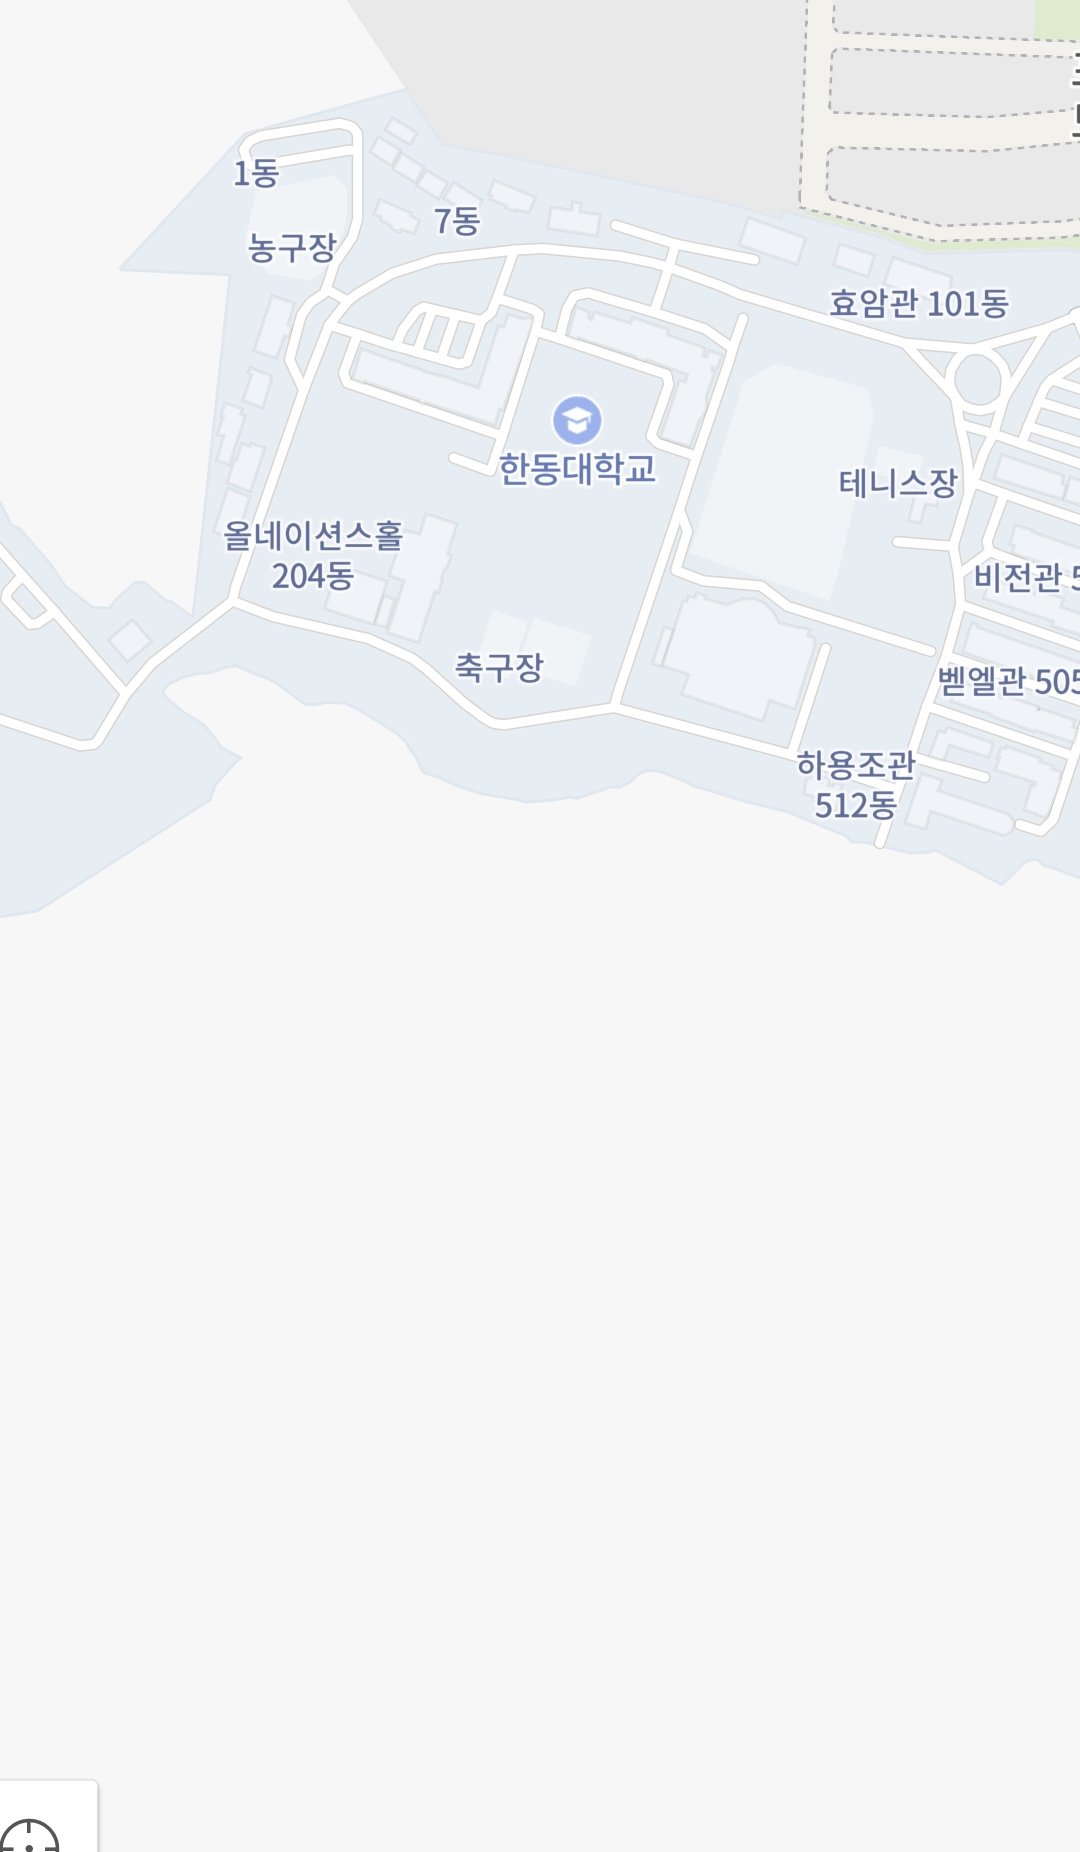 1동
7동
농구장
효암관 101동
한동대학교
테니스장
올네이션스홀
204동
비전관 5
축구장
벧엘관 505
하용조관
512동